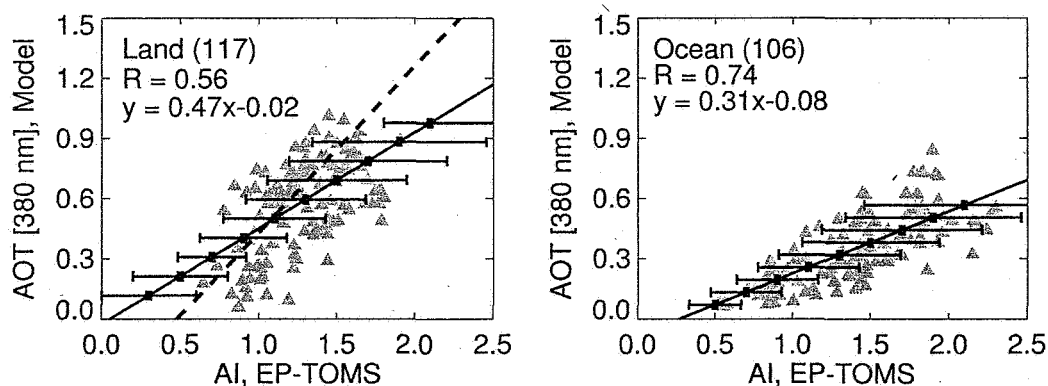 1.5
1.2
0.9
0.6
0.3
0.0
AOT [380 nm], Model
Land (117)
R = 0.56
y = 0.47x-0.02
0.0 0.5 1.0 1.5 2.0 2.5
AI, EP-TOMS
1.5
1.2
0.9
0.6
0.3
0.0
AOT [380 nm], Model
Ocean (106)
R = 0.74
y = 0.31x-0.08
0.0 0.5 1.0 1.5 2.0 2.5
AI, EP-TOMS